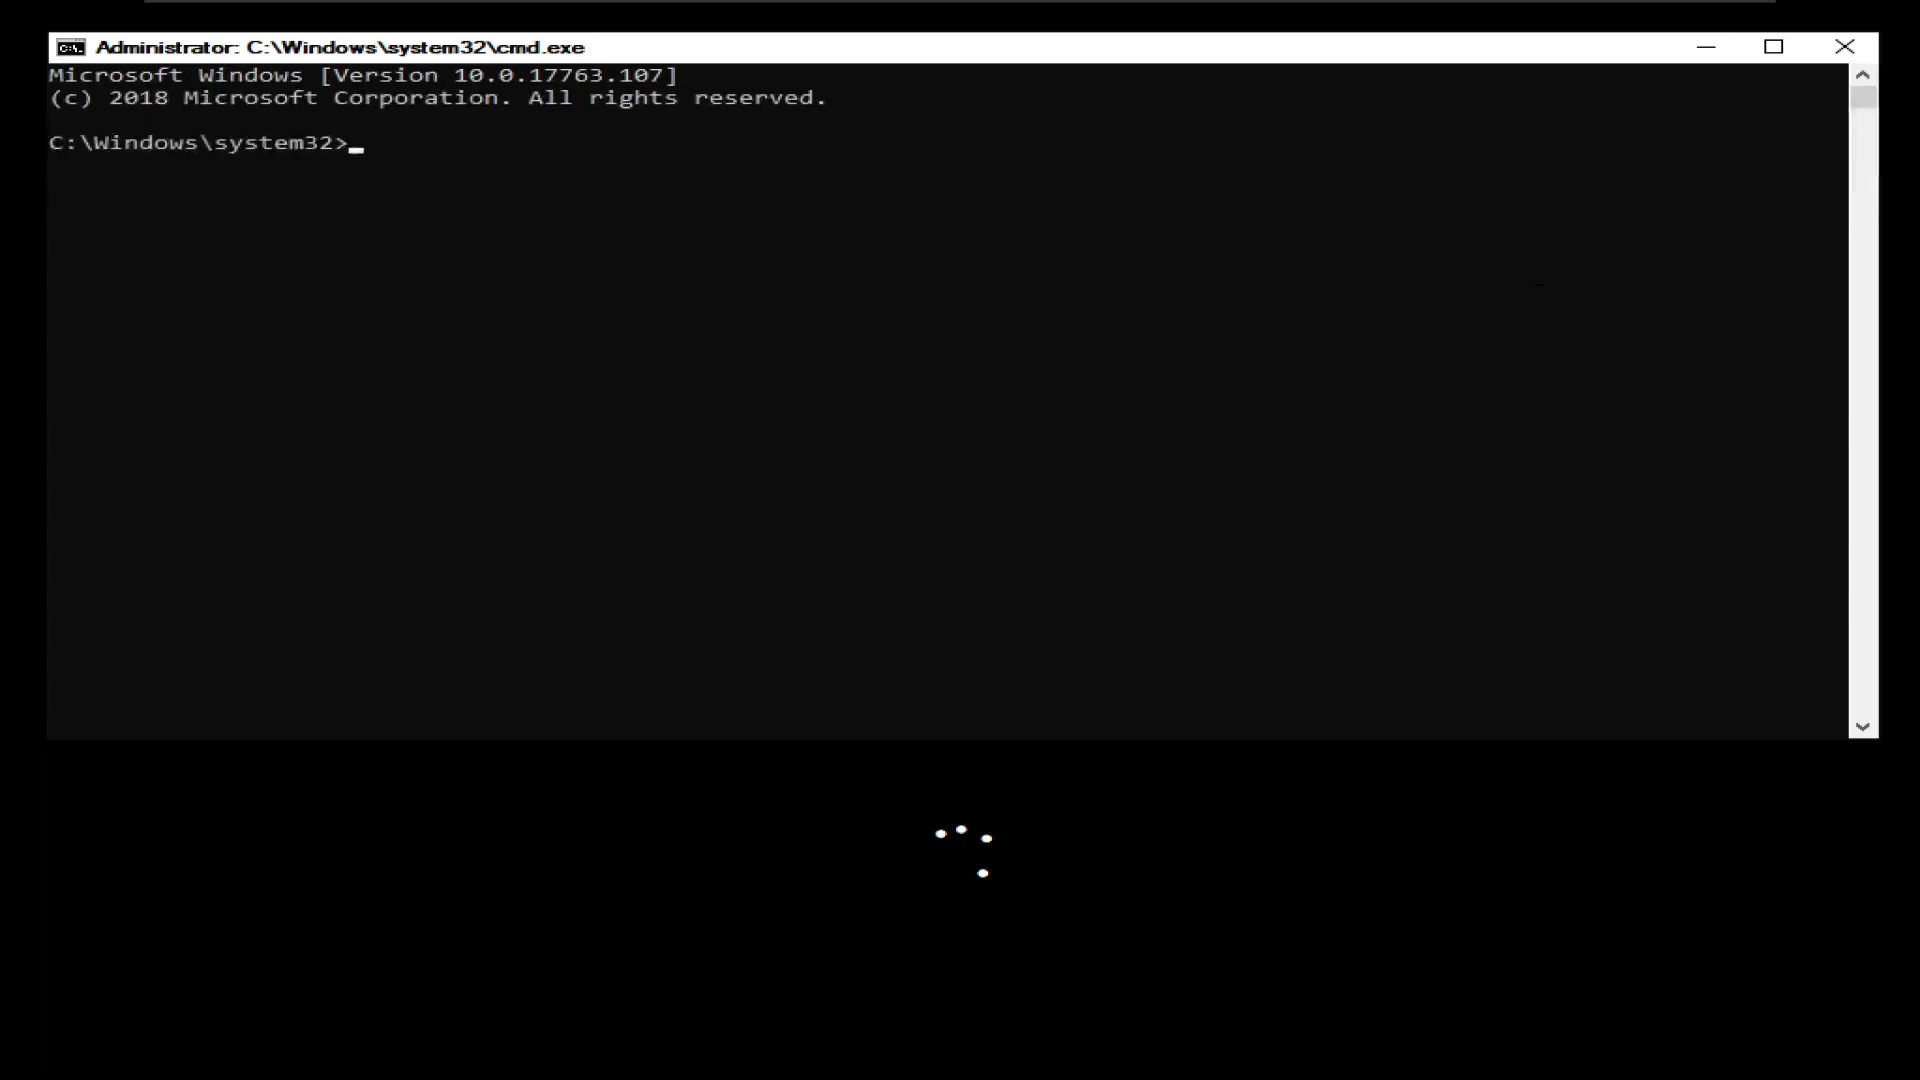 Administrator: C:\Windows\system32\cmd.exe
Microsoft Windows [Version 10.0.17763.107]
(c) 2018 Microsoft Corporation. All rights reserved.
C:\Windows\system32>